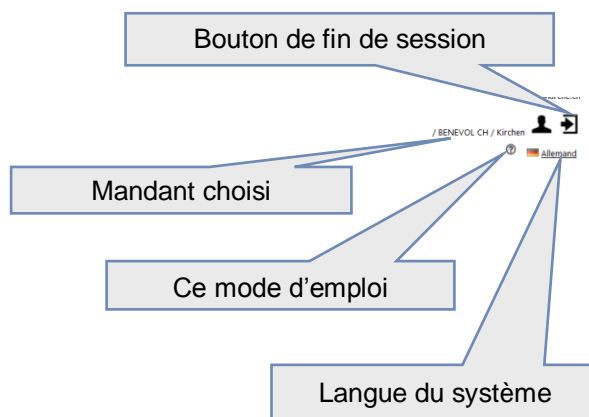 Bouton de fin de session
/ BENEVOL CH / Kirchen
Allemand
Mandant choisi
Ce mode d'emploi
Langue du système